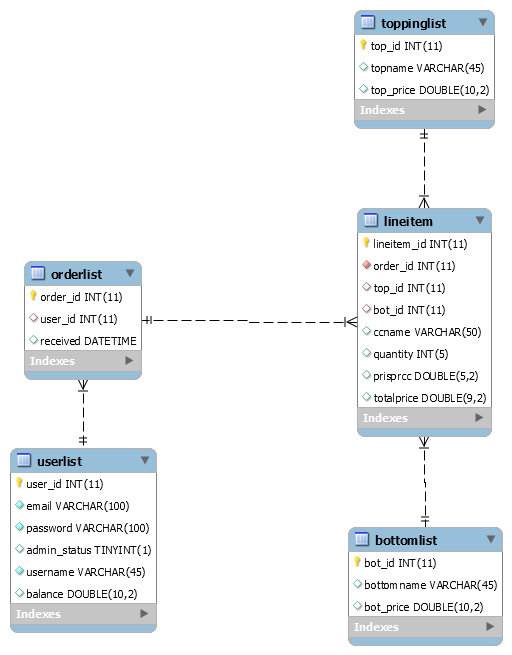 toppinglist
top_id INT(11)
topname VARCHAR(45)
top_price DOUBLE(10,2)
Indexes
lineitem
lineitem_id INT(11)
order_id INT(11)
top_id INT(11)
bot_id INT(11)
ccname VARCHAR(50)
quantity INT(5)
prisprcc DOUBLE(5,2)
totalprice DOUBLE(9,2)
Indexes
orderlist
order_id INT(11)
user_id INT(11)
received DATETIME
Indexes
userlist
user_id INT(11)
email VARCHAR(100)
password VARCHAR(100)
admin_status TINYINT(1)
username VARCHAR(45)
balance DOUBLE(10,2)
Indexes
bottomlist
bot_id INT(11)
bottomname VARCHAR(45)
bot_price DOUBLE(10,2)
Indexes